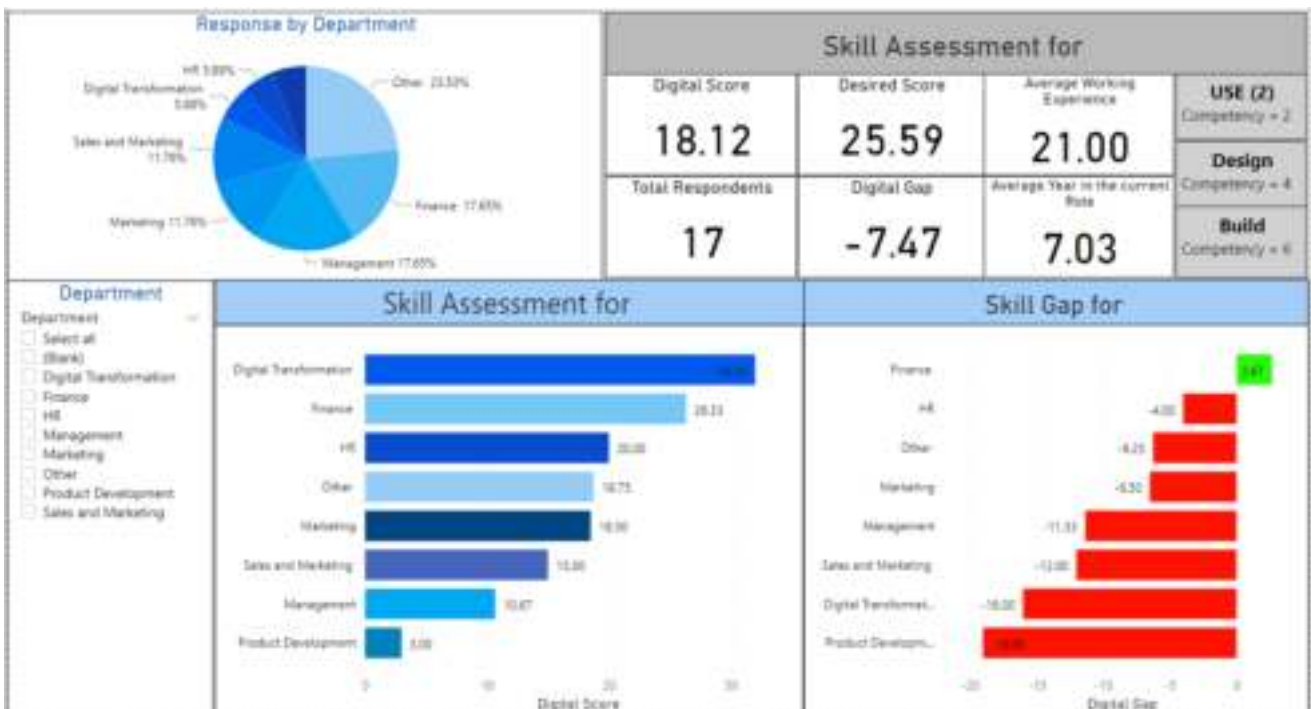 Response by Department
HR 5.88%
Other 23.53%
Digital Transformation
5.88%
Sales and Marketing
11.76%
Marketing 11.76%
Finance 17.65%
Management 17.65%
Skill Assessment for
Digital Score
18.12
Desired Score
25.59
Average Working
Experience
21.00
Total Respondents
17
Digital Gap
-7.47
Average Year in the current
Role
7.03
USE (2)
Competency = 2
Design
Competency = 4
Build
Competency = 6
Department
Department
Select all
(Blank)
Digital Transformation
Finance
HR
Management
Marketing
Other
Product Development
Sales and Marketing
Skill Assessment for
Digital Transformation
Finance 26.33
HR 20.00
Other 18.75
Marketing 18.50
Sales and Marketing 15.00
Management 10.67
Product Development 3.00
0 10 20 30
Digital Score
Skill Gap for
Finance
HR -4.00
Other -6.25
Marketing -6.50
Management -11.33
Sales and Marketing -12.00
Digital Transformat... -16.00
Product Developm...
-20 -15 -10 -5 0
Digital Gap